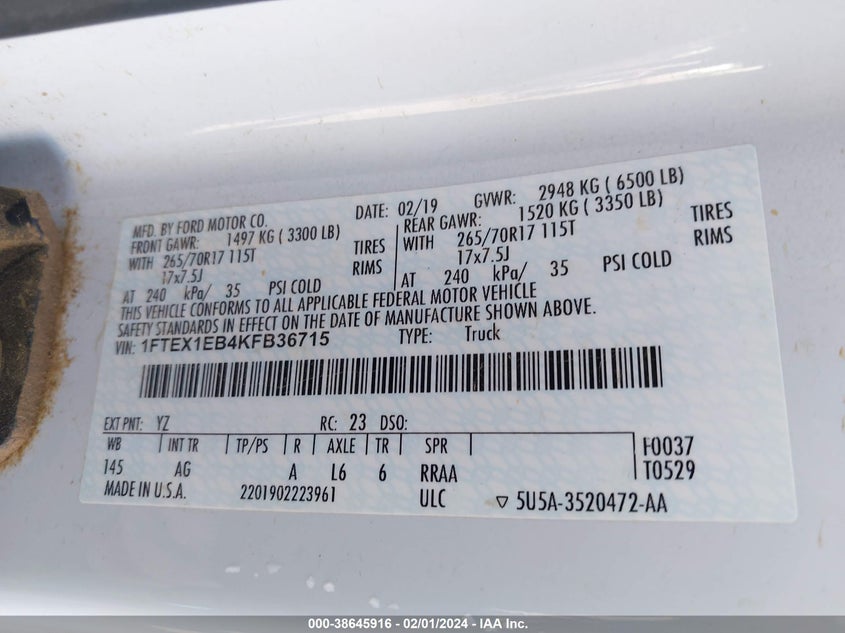 MFD. BY FORD MOTOR CO. DATE: 02/19 GVWR: 2948 KG ( 6500 LB)
FRONT GAWR: 1497 KG ( 3300 LB) REAR GAWR: 1520 KG ( 3350 LB)
WITH 265/70R17 115T TIRES WITH 265/70R17 115T TIRES
17x7.5J RIMS 17x7.5J RIMS
AT 240 kPa/ 35 PSI COLD AT 240 kPa/ 35 PSI COLD
THIS VEHICLE CONFORMS TO ALL APPLICABLE FEDERAL MOTOR VEHICLE
SAFETY STANDARDS IN EFFECT ON THE DATE OF MANUFACTURE SHOWN ABOVE.
VIN: 1FTEX1EB4KFB36715 TYPE: Truck
EXT PNT: YZ RC: 23 DSO:
WB INT TR TP/PS R AXLE TR SPR F0037
145 AG A L6 6 RRAA T0529
MADE IN U.S.A. 2201902223961 ULC ▽ 5U5A-3520472-AA
000-38645916 - 02/01/2024 - IAA Inc.